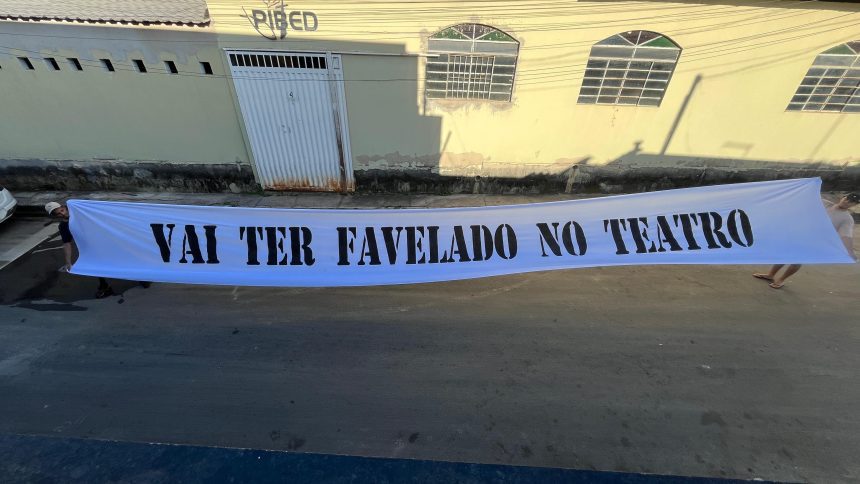 PIBED
VAI TER FAVELADO NO TEATRO